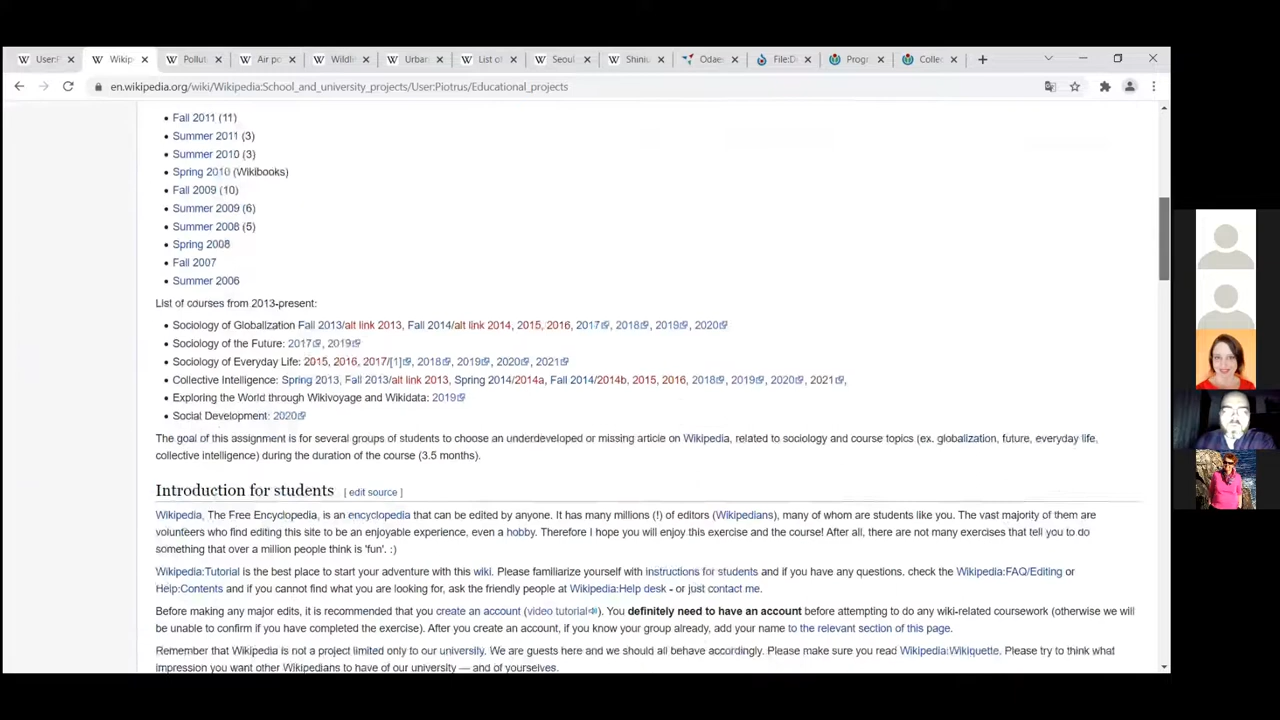 User:P
Wikip
Pollut
Air po
Wildli
Urban
List of
Seoul
Shiniu
Odae
File:De
Progr
Colle
en.wikipedia.org/wiki/Wikipedia:School_and_university_projects/User:Piotrus/Educational_projects
Fall 2011 (11)
Summer 2011 (3)
Summer 2010 (3)
Spring 2010 (Wikibooks)
Fall 2009 (10)
Summer 2009 (6)
Summer 2008 (5)
Spring 2008
Fall 2007
Summer 2006
List of courses from 2013-present:
Sociology of Globalization Fall 2013/alt link 2013, Fall 2014/alt link 2014, 2015, 2016, 2017, 2018, 2019, 2020
Sociology of the Future: 2017, 2019
Sociology of Everyday Life: 2015, 2016, 2017/[1], 2018, 2019, 2020, 2021
Collective Intelligence: Spring 2013, Fall 2013/alt link 2013, Spring 2014/2014a, Fall 2014/2014b, 2015, 2016, 2018, 2019, 2020, 2021,
Exploring the World through Wikivoyage and Wikidata: 2019
Social Development: 2020
The goal of this assignment is for several groups of students to choose an underdeveloped or missing article on Wikipedia, related to sociology and course topics (ex. globalization, future, everyday life,
collective intelligence) during the duration of the course (3.5 months).
Introduction for students [ edit source ]
Wikipedia, The Free Encyclopedia, is an encyclopedia that can be edited by anyone. It has many millions (!) of editors (Wikipedians), many of whom are students like you. The vast majority of them are
volunteers who find editing this site to be an enjoyable experience, even a hobby. Therefore I hope you will enjoy this exercise and the course! After all, there are not many exercises that tell you to do
something that over a million people think is 'fun'. :)
Wikipedia:Tutorial is the best place to start your adventure with this wiki. Please familiarize yourself with instructions for students and if you have any questions. check the Wikipedia:FAQ/Editing or
Help:Contents and if you cannot find what you are looking for, ask the friendly people at Wikipedia:Help desk - or just contact me.
Before making any major edits, it is recommended that you create an account (video tutorial). You definitely need to have an account before attempting to do any wiki-related coursework (otherwise we will
be unable to confirm if you have completed the exercise). After you create an account, if you know your group already, add your name to the relevant section of this page.
Remember that Wikipedia is not a project limited only to our university. We are guests here and we should all behave accordingly. Please make sure you read Wikipedia:Wikiquette. Please try to think what
impression you want other Wikipedians to have of our university — and of yourselves.